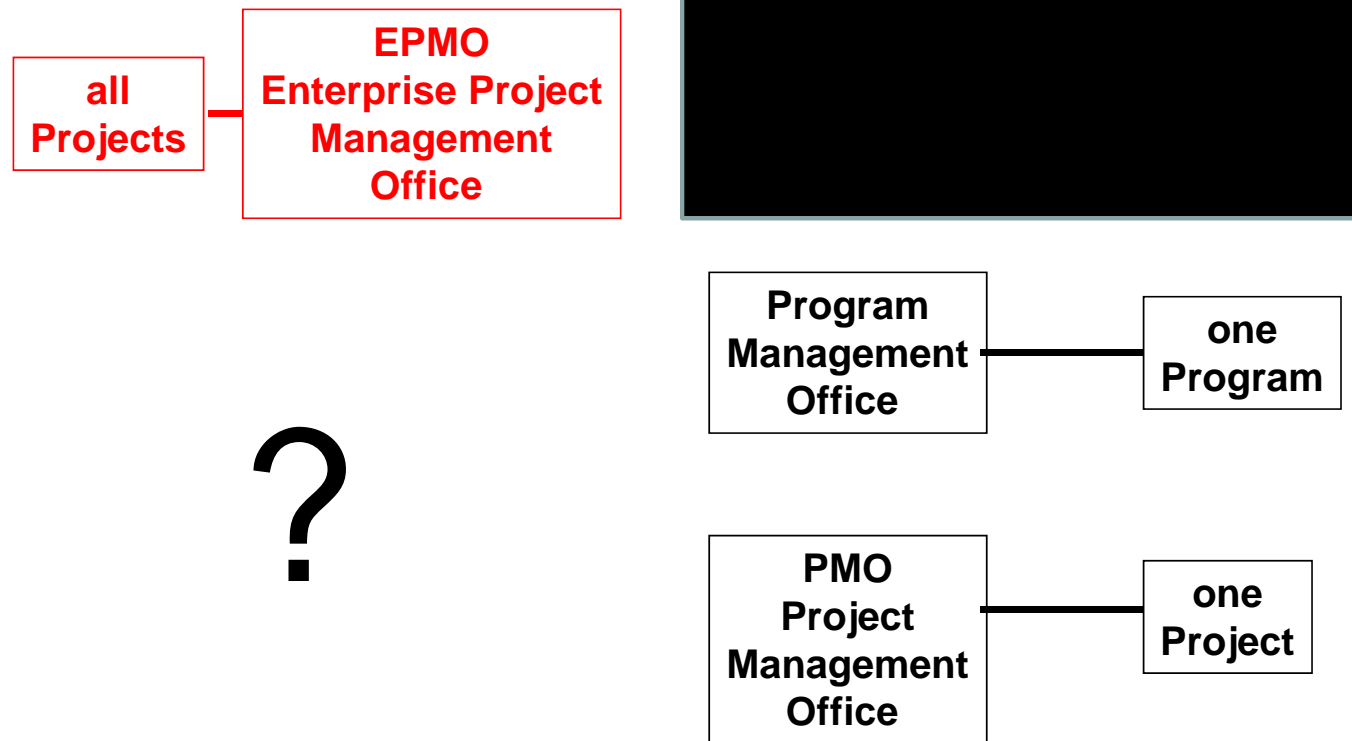 all
Projects
EPMO
Enterprise Project
Management
Office
Program
Management
Office
one
Program
?
PMO
Project
Management
Office
one
Project